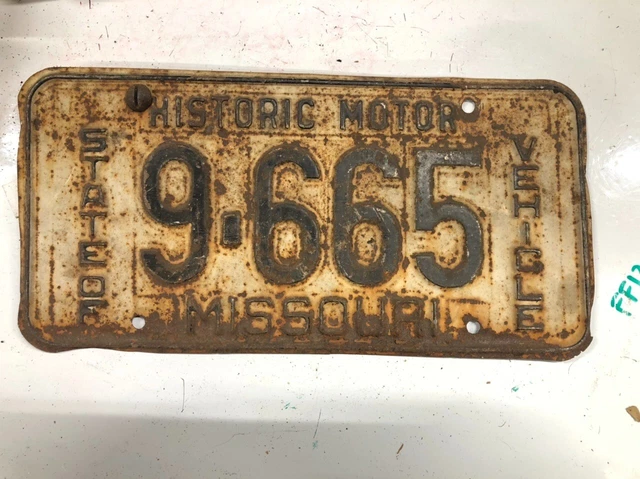 HISTORIC MOTOR
STATE OF
9-665
VEHICLE
MISSOURI